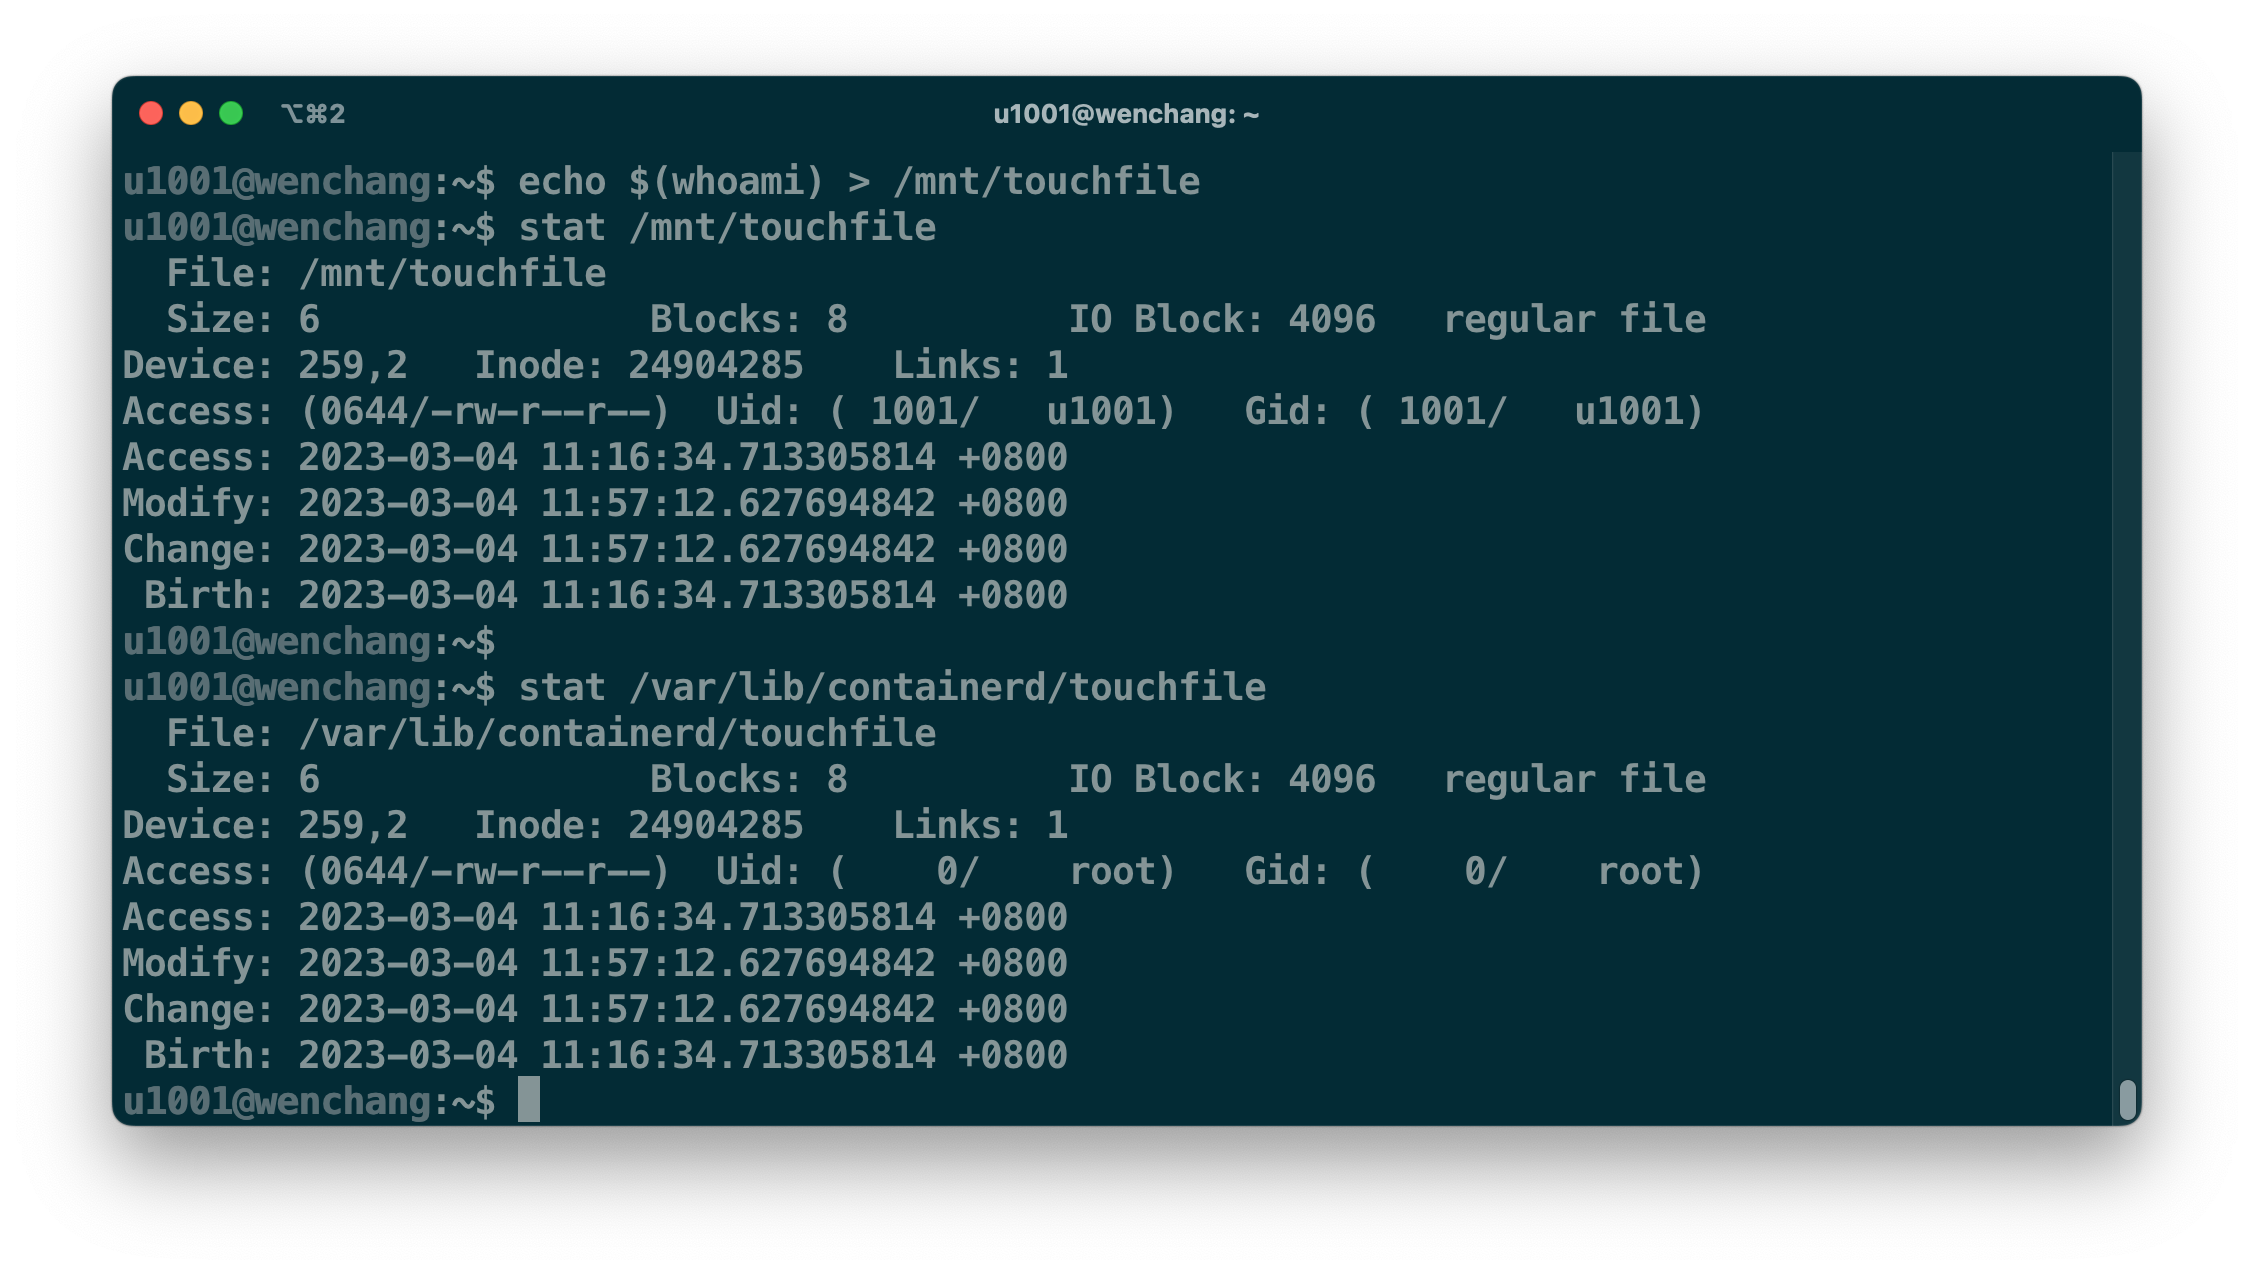 ⌥⌘2
u1001@wenchang: ~
u1001@wenchang:~$ echo $(whoami) > /mnt/touchfile
u1001@wenchang:~$ stat /mnt/touchfile
  File: /mnt/touchfile
  Size: 6               Blocks: 8          IO Block: 4096   regular file
Device: 259,2   Inode: 24904285    Links: 1
Access: (0644/-rw-r--r--)  Uid: ( 1001/   u1001)   Gid: ( 1001/   u1001)
Access: 2023-03-04 11:16:34.713305814 +0800
Modify: 2023-03-04 11:57:12.627694842 +0800
Change: 2023-03-04 11:57:12.627694842 +0800
 Birth: 2023-03-04 11:16:34.713305814 +0800
u1001@wenchang:~$
u1001@wenchang:~$ stat /var/lib/containerd/touchfile
  File: /var/lib/containerd/touchfile
  Size: 6               Blocks: 8          IO Block: 4096   regular file
Device: 259,2   Inode: 24904285    Links: 1
Access: (0644/-rw-r--r--)  Uid: (    0/    root)   Gid: (    0/    root)
Access: 2023-03-04 11:16:34.713305814 +0800
Modify: 2023-03-04 11:57:12.627694842 +0800
Change: 2023-03-04 11:57:12.627694842 +0800
 Birth: 2023-03-04 11:16:34.713305814 +0800
u1001@wenchang:~$